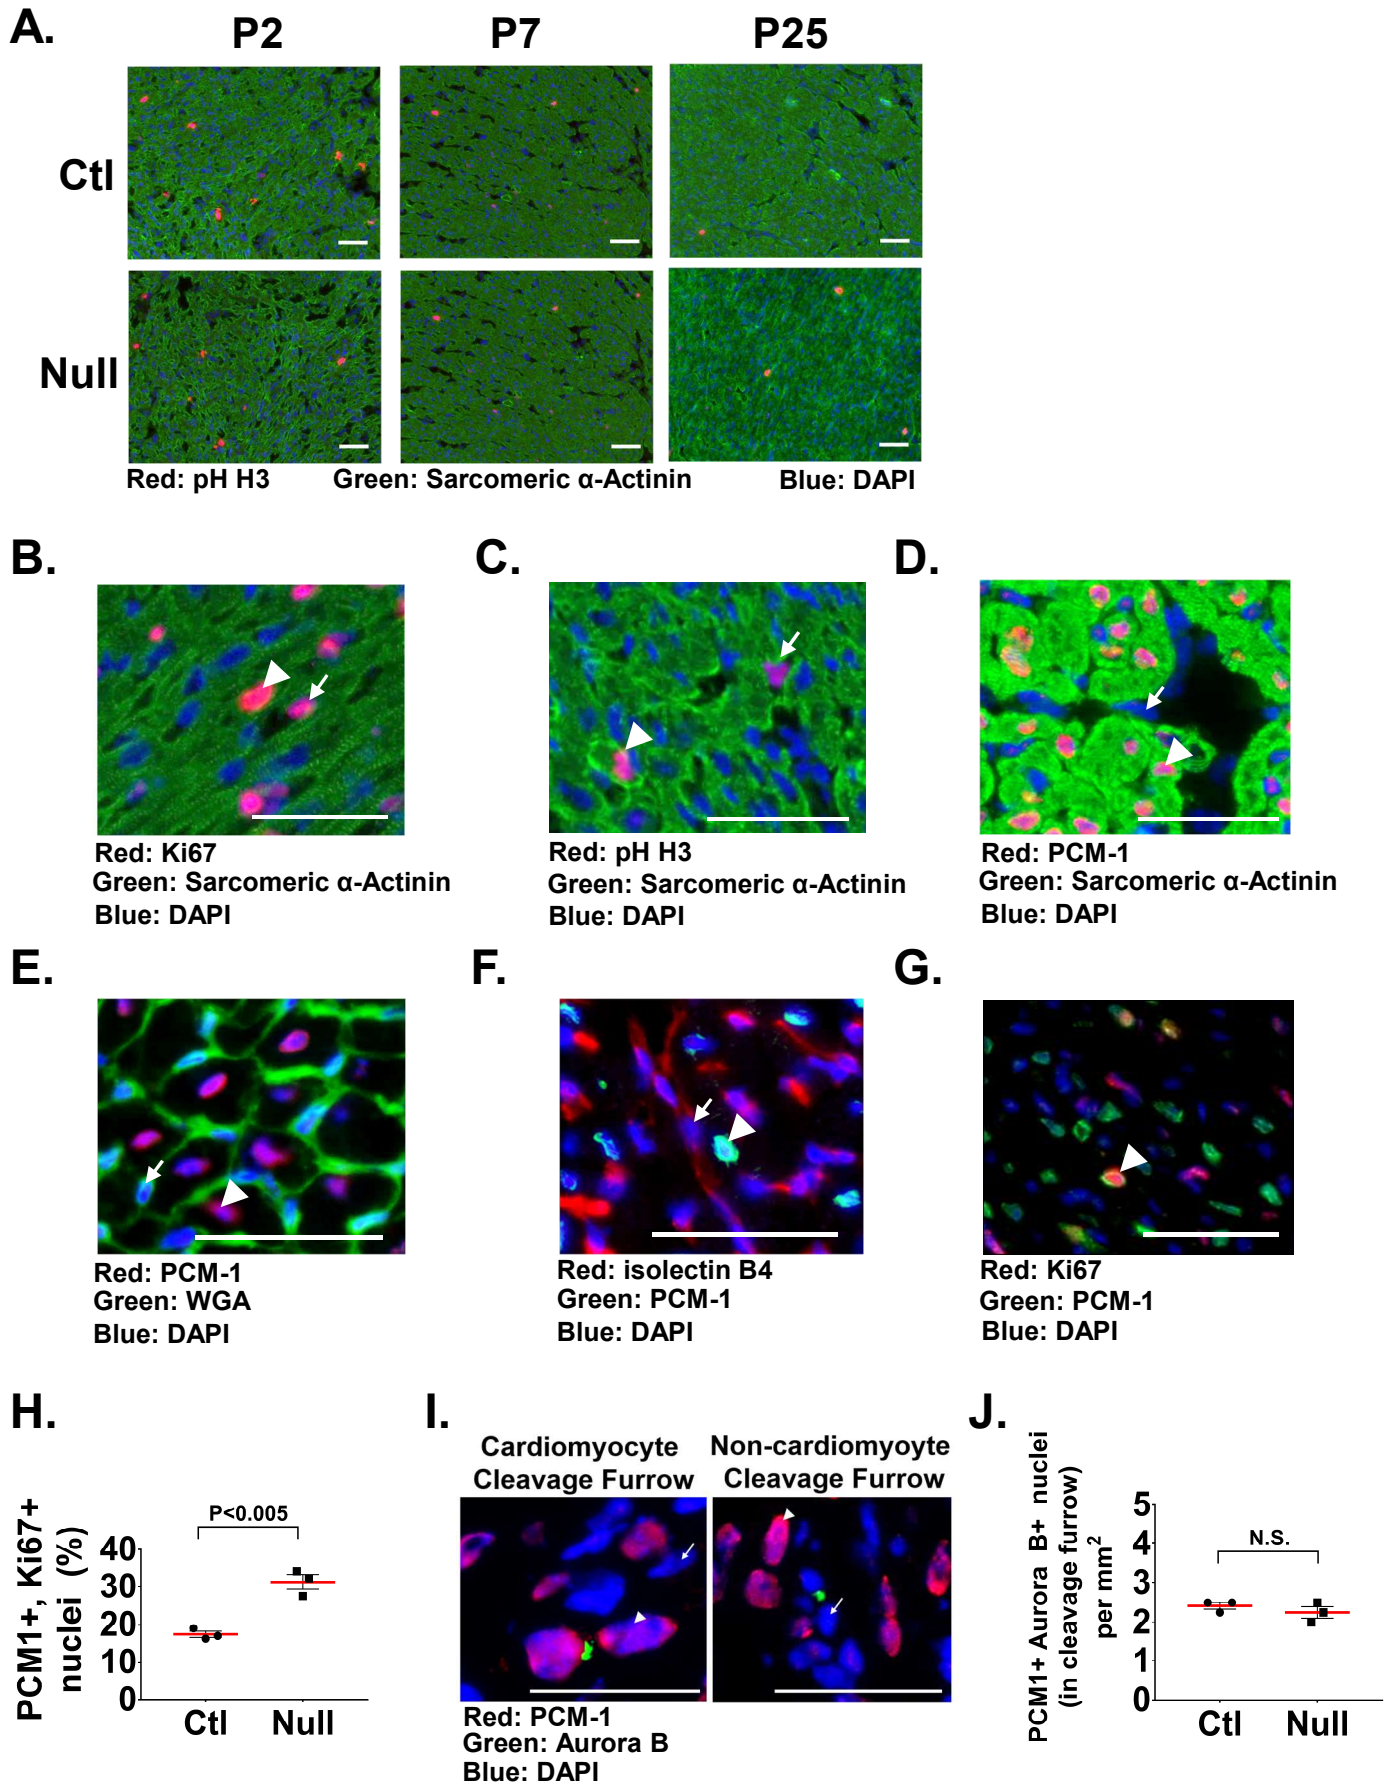 A.
P2 P7 P25
Ctl
Null
Red: pH H3 Green: Sarcomeric α-Actinin Blue: DAPI
B.
Red: Ki67
Green: Sarcomeric α-Actinin
Blue: DAPI
C.
Red: pH H3
Green: Sarcomeric α-Actinin
Blue: DAPI
D.
Red: PCM-1
Green: Sarcomeric α-Actinin
Blue: DAPI
E.
Red: PCM-1
Green: WGA
Blue: DAPI
F.
Red: isolectin B4
Green: PCM-1
Blue: DAPI
G.
Red: Ki67
Green: PCM-1
Blue: DAPI
H.
PCM1+, Ki67+
nuclei (%)
P<0.005
40
30
20
10
0
Ctl Null
I.
Cardiomyocyte
Cleavage Furrow
Non-cardiomyoyte
Cleavage Furrow
Red: PCM-1
Green: Aurora B
Blue: DAPI
J.
PCM1+ Aurora B+ nuclei
(in cleavage furrow)
per mm²
N.S.
5
4
3
2
1
0
Ctl Null